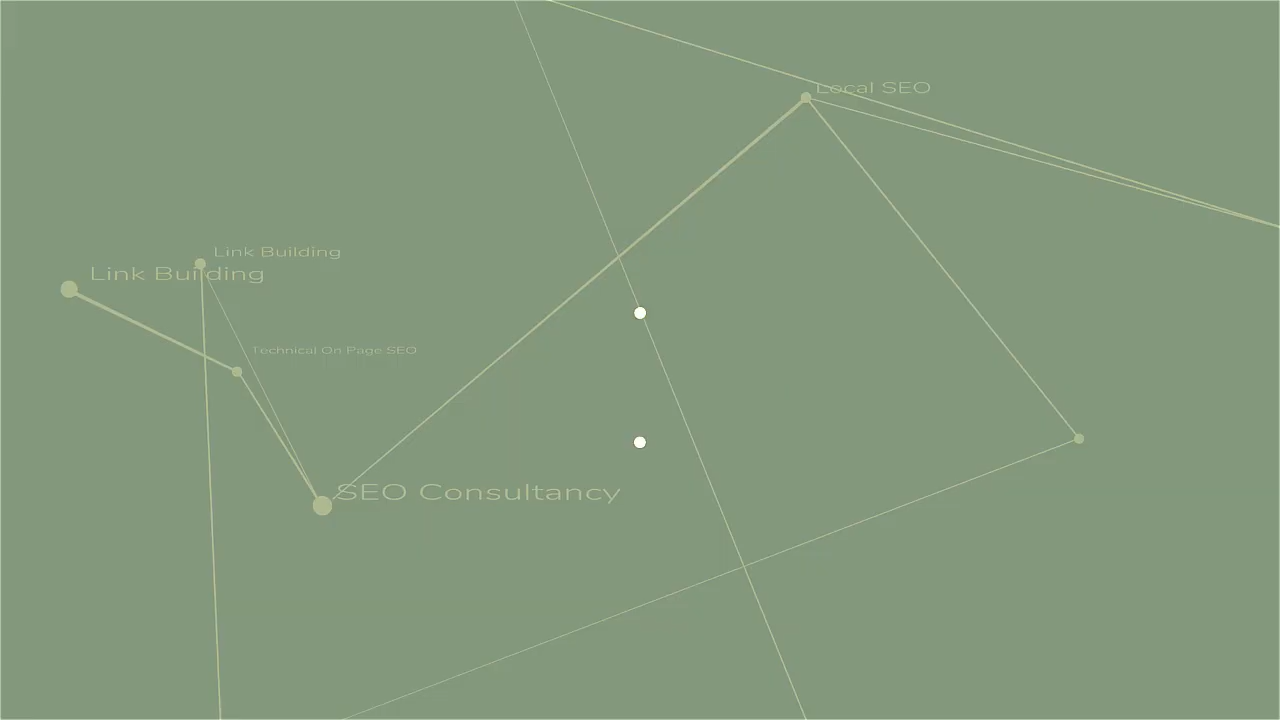 Local SEO
Link Building
Link Building
Technical On Page SEO
SEO Consultancy